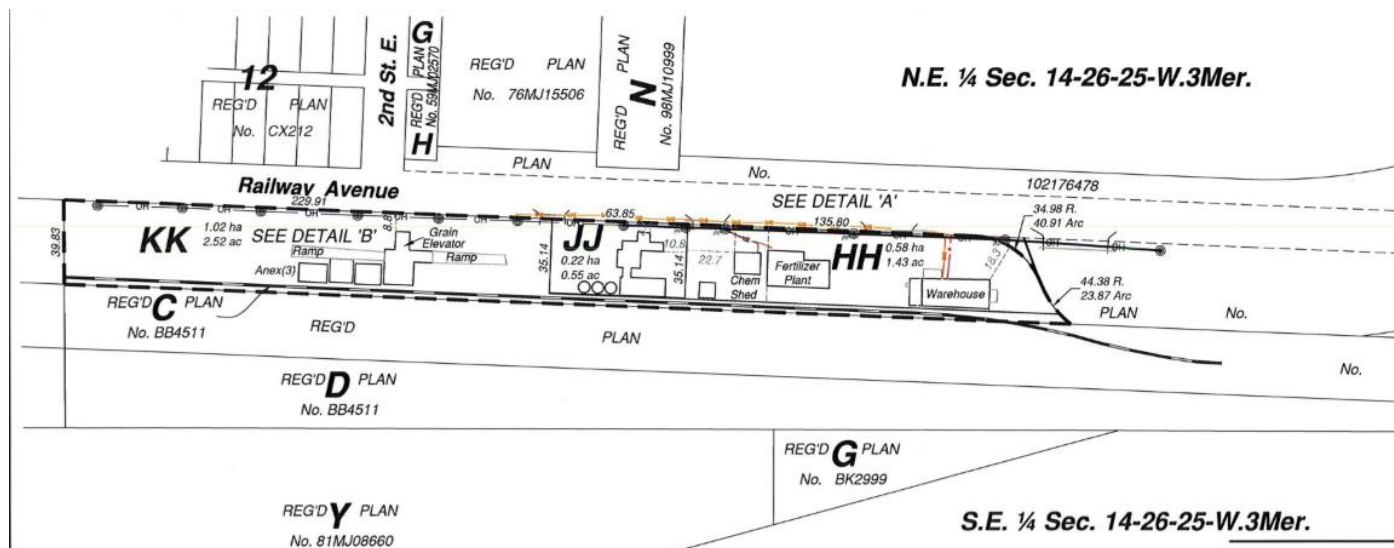 12
REG'D PLAN
No. CX212
2nd St. E.
G
REG'D PLAN
No. 59MJ02570
H
REG'D PLAN
No. 76MJ15506
REG'D PLAN
N
No. 98MJ10999
N.E. ¼ Sec. 14-26-25-W.3Mer.
PLAN
No.
102176478
Railway Avenue
229.91
SEE DETAIL 'A'
63.85
135.80
34.98 R.
40.91 Arc
OH
39.83
KK
1.02 ha
2.52 ac
SEE DETAIL 'B'
8.8
Grain
Elevator
Ramp
Ramp
Anex(3)
35.14
JJ
0.22 ha
0.55 ac
10.8
35.14
22.7
Chem
Shed
Fertilizer
Plant
HH
0.58 ha
1.43 ac
18.3
Warehouse
44.38 R.
23.87 Arc
PLAN
No.
REG'D C PLAN
No. BB4511
REG'D
PLAN
No.
REG'D D PLAN
No. BB4511
REG'D G PLAN
No. BK2999
REG'D Y PLAN
No. 81MJ08660
S.E. ¼ Sec. 14-26-25-W.3Mer.